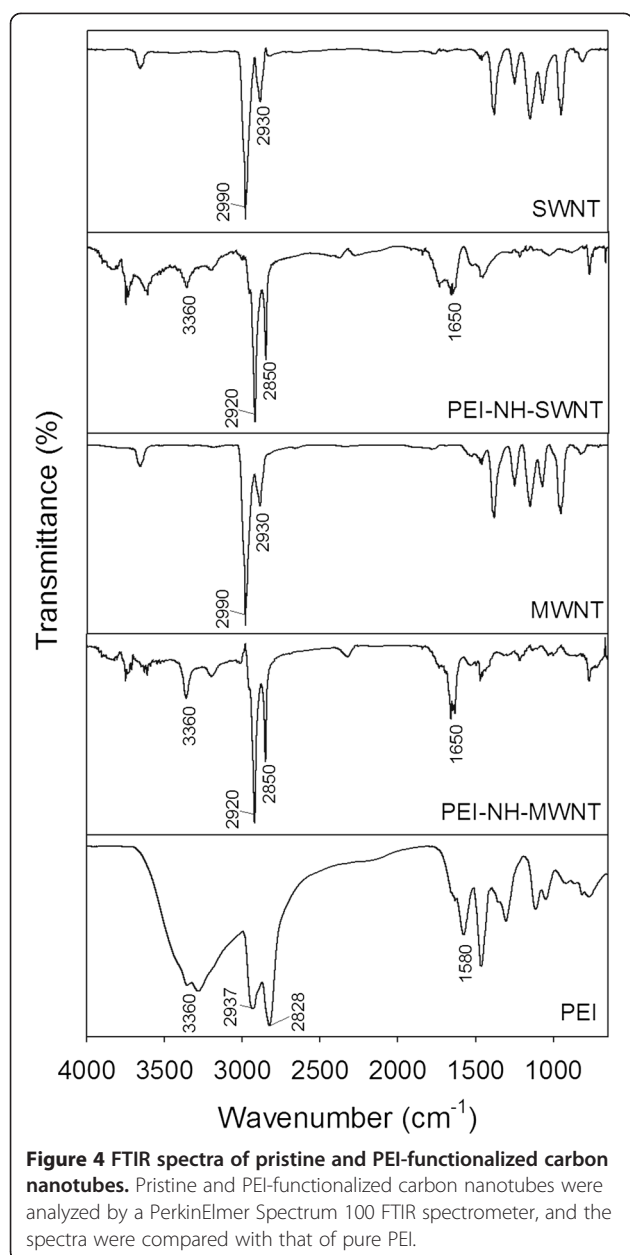 2990
2930
SWNT
3360
2920
2850
1650
PEI-NH-SWNT
2990
2930
MWNT
3360
2920
2850
1650
PEI-NH-MWNT
3360
2937
2828
1580
PEI
Transmittance (%)
4000 3500 3000 2500 2000 1500 1000
Wavenumber (cm⁻¹)
Figure 4 FTIR spectra of pristine and PEI-functionalized carbon
nanotubes. Pristine and PEI-functionalized carbon nanotubes were
analyzed by a PerkinElmer Spectrum 100 FTIR spectrometer, and the
spectra were compared with that of pure PEI.